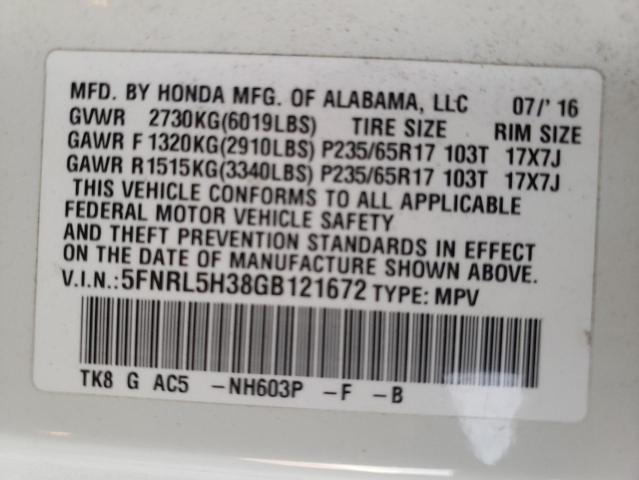 MFD. BY HONDA MFG. OF ALABAMA, LLC 07/' 16
GVWR 2730KG(6019LBS) TIRE SIZE RIM SIZE
GAWR F 1320KG(2910LBS) P235/65R17 103T 17X7J
GAWR R1515KG(3340LBS) P235/65R17 103T 17X7J
THIS VEHICLE CONFORMS TO ALL APPLICABLE
FEDERAL MOTOR VEHICLE SAFETY
AND THEFT PREVENTION STANDARDS IN EFFECT
ON THE DATE OF MANUFACTURE SHOWN ABOVE.
V.I.N.:5FNRL5H38GB121672 TYPE: MPV
TK8 G AC5 -NH603P -F -B